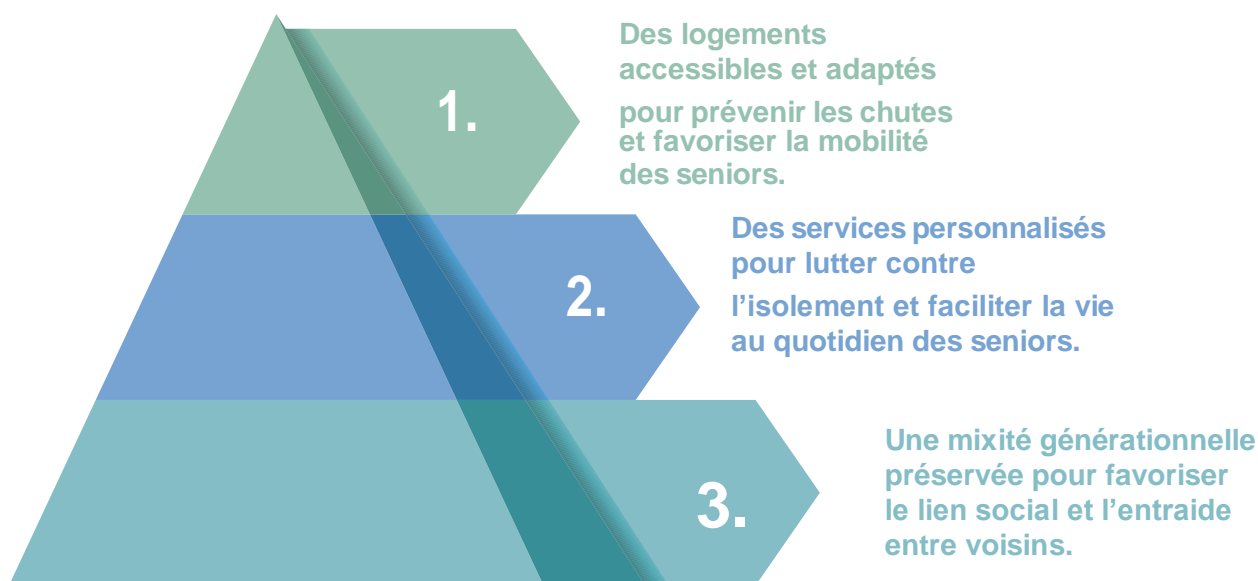 1.
Des logements
accessibles et adaptés
pour prévenir les chutes
et favoriser la mobilité
des seniors.
2.
Des services personnalisés
pour lutter contre
l’isolement et faciliter la vie
au quotidien des seniors.
3.
Une mixité générationnelle
préservée pour favoriser
le lien social et l’entraide
entre voisins.